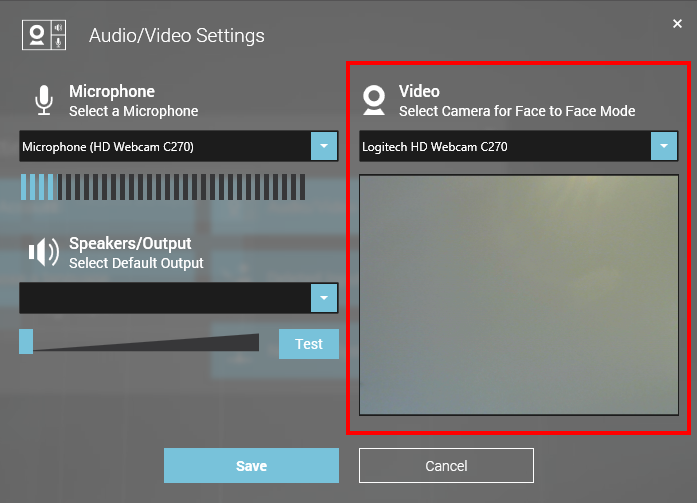 Audio/Video Settings
Microphone
Select a Microphone
Microphone (HD Webcam C270)
Speakers/Output
Select Default Output
Test
Video
Select Camera for Face to Face Mode
Logitech HD Webcam C270
Save
Cancel